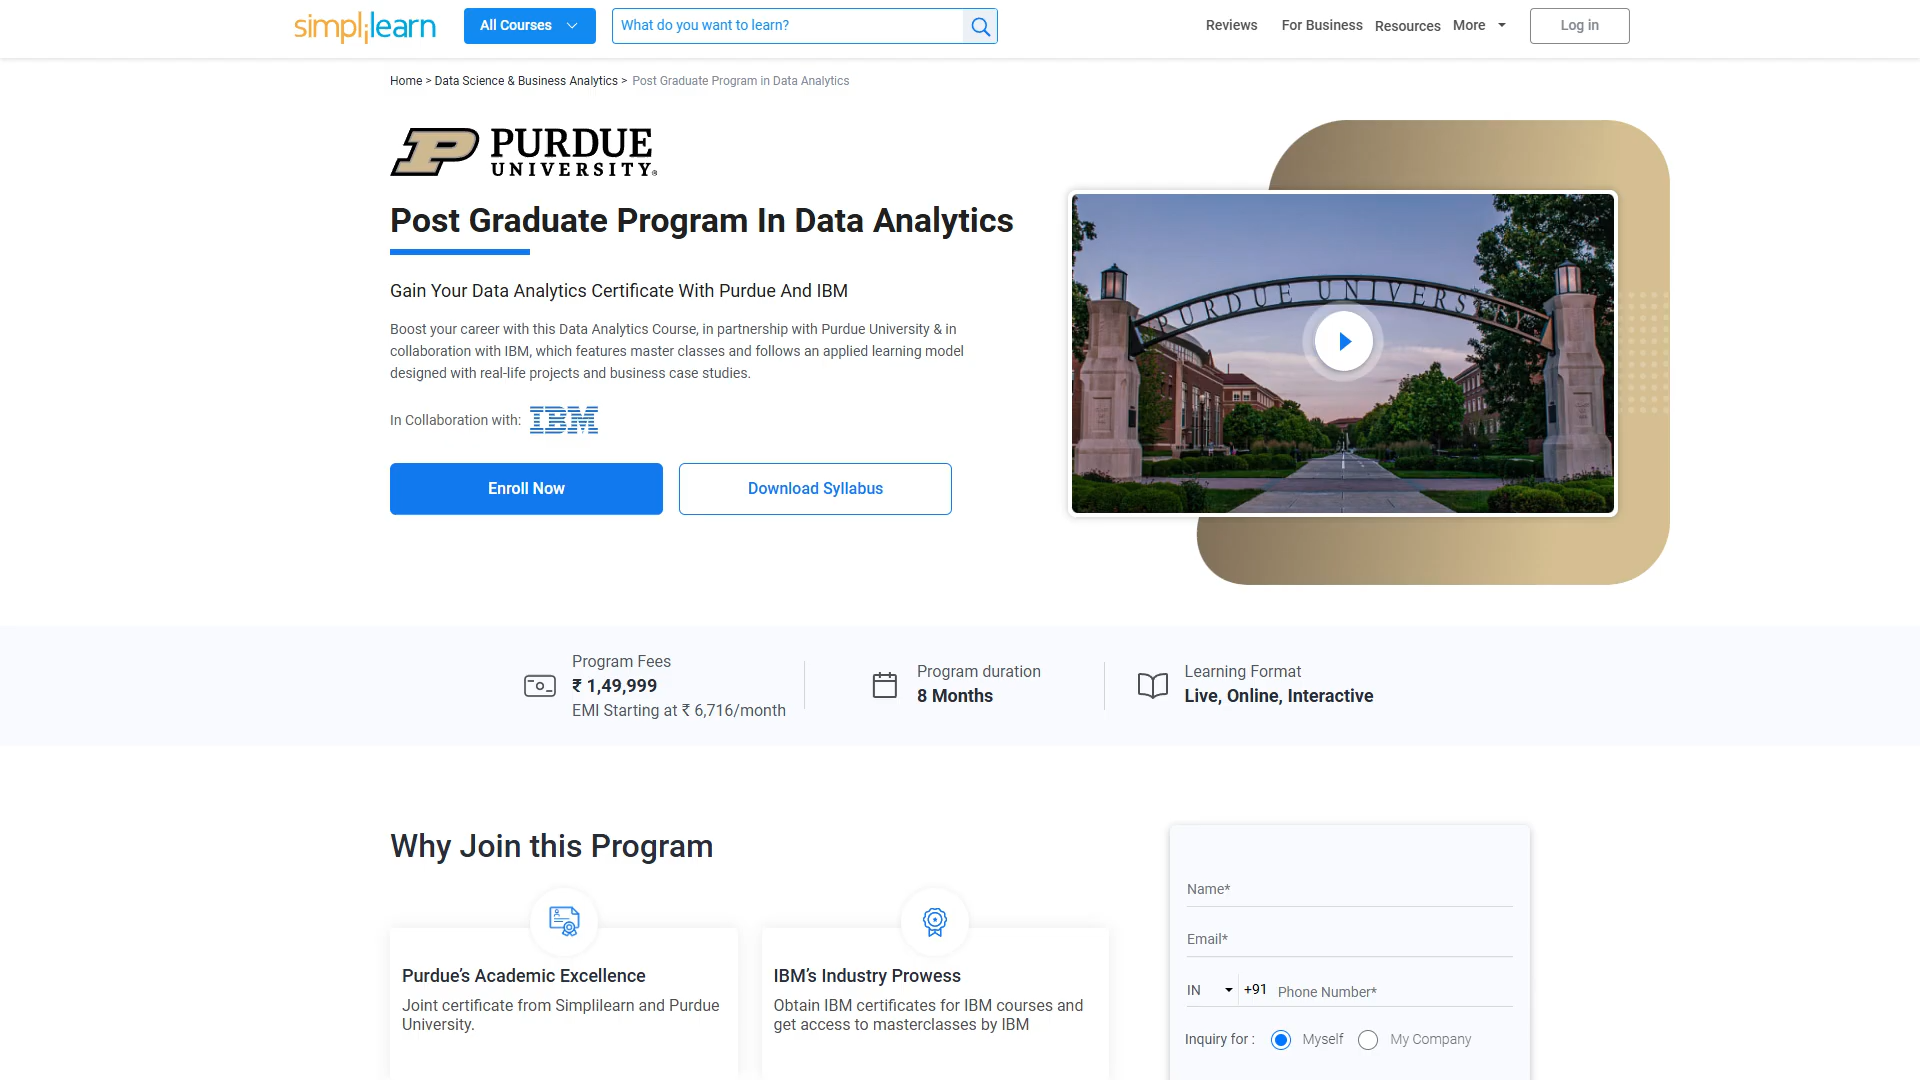 simplilearn
All Courses
What do you want to learn?
Reviews
For Business
Resources
More
Log in
Home > Data Science & Business Analytics > Post Graduate Program in Data Analytics
PURDUE
UNIVERSITY®
Post Graduate Program In Data Analytics
Gain Your Data Analytics Certificate With Purdue And IBM
Boost your career with this Data Analytics Course, in partnership with Purdue University & in
collaboration with IBM, which features master classes and follows an applied learning model
designed with real-life projects and business case studies.
In Collaboration with: IBM
Enroll Now
Download Syllabus
PURDUE UNIVERSITY
Program Fees
₹ 1,49,999
EMI Starting at ₹ 6,716/month
Program duration
8 Months
Learning Format
Live, Online, Interactive
Why Join this Program
Purdue’s Academic Excellence
Joint certificate from Simplilearn and Purdue
University.
IBM’s Industry Prowess
Obtain IBM certificates for IBM courses and
get access to masterclasses by IBM
Name*
Email*
IN +91 Phone Number*
Inquiry for : Myself My Company